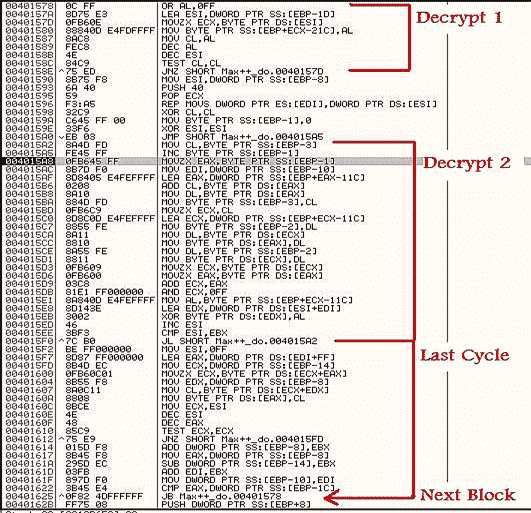 00401578 0C FF OR AL,0FF
Decrypt 1
0040157A 8D75 E3 LEA ESI,DWORD PTR SS:[EBP-1D]
0040157D 0FB60E MOVZX ECX,BYTE PTR DS:[ESI]
00401580 88840D E4FDFFFF MOV BYTE PTR SS:[EBP+ECX-21C],AL
00401587 8AC8 MOV CL,AL
00401589 FEC8 DEC AL
0040158B 4E DEC ESI
0040158C 84C9 TEST CL,CL
0040158E ^75 ED JNZ SHORT Max++_do.0040157D
00401590 8B75 F8 MOV ESI,DWORD PTR SS:[EBP-8]
00401593 6A 40 PUSH 40
00401595 59 POP ECX
00401596 F3:A5 REP MOVS DWORD PTR ES:[EDI],DWORD PTR DS:[ESI]
00401598 32C9 XOR CL,CL
0040159A C645 FF 00 MOV BYTE PTR SS:[EBP-1],0
0040159E 33F6 XOR ESI,ESI
004015A0 EB 03 JMP SHORT Max++_do.004015A5
004015A2 8A4D FD MOV CL,BYTE PTR SS:[EBP-3]
004015A5 FE45 FF INC BYTE PTR SS:[EBP-1]
004015A8 0FB645 FF MOVZX EAX,BYTE PTR SS:[EBP-1]
Decrypt 2
004015AC 8B7D F0 MOV EDI,DWORD PTR SS:[EBP-10]
004015AF 8D8405 E4FEFFFF LEA EAX,DWORD PTR SS:[EBP+EAX-11C]
004015B6 0208 ADD CL,BYTE PTR DS:[EAX]
004015B8 8A10 MOV DL,BYTE PTR DS:[EAX]
004015BA 884D FD MOV BYTE PTR SS:[EBP-3],CL
004015BD 0FB6C9 MOVZX ECX,CL
004015C0 8D8C0D E4FEFFFF LEA ECX,DWORD PTR SS:[EBP+ECX-11C]
004015C7 8855 FE MOV BYTE PTR SS:[EBP-2],DL
004015CA 8A11 MOV DL,BYTE PTR DS:[ECX]
004015CC 8810 MOV BYTE PTR DS:[EAX],DL
004015CE 8A55 FE MOV DL,BYTE PTR SS:[EBP-2]
004015D1 8811 MOV BYTE PTR DS:[ECX],DL
004015D3 0FB609 MOVZX ECX,BYTE PTR DS:[ECX]
004015D6 0FB600 MOVZX EAX,BYTE PTR DS:[EAX]
004015D9 03C8 ADD ECX,EAX
004015DB 81E1 FF000000 AND ECX,0FF
004015E1 8A840D E4FEFFFF MOV AL,BYTE PTR SS:[EBP+ECX-11C]
004015E8 8D143E LEA EDX,DWORD PTR DS:[ESI+EDI]
004015EB 3002 XOR BYTE PTR DS:[EDX],AL
004015ED 46 INC ESI
004015EE 3BF3 CMP ESI,EBX
004015F0 ^7C B0 JL SHORT Max++_do.004015A2
004015F2 BE FF000000 MOV ESI,0FF
Last Cycle
004015F7 8D87 FF000000 LEA EAX,DWORD PTR DS:[EDI+FF]
004015FD 8B4D EC MOV ECX,DWORD PTR SS:[EBP-14]
00401600 0FB60C01 MOVZX ECX,BYTE PTR DS:[ECX+EAX]
00401604 8B55 F8 MOV EDX,DWORD PTR SS:[EBP-8]
00401607 8A0C11 MOV CL,BYTE PTR DS:[ECX+EDX]
0040160A 8808 MOV BYTE PTR DS:[EAX],CL
0040160C 8BCE MOV ECX,ESI
0040160E 4E DEC ESI
0040160F 48 DEC EAX
00401610 85C9 TEST ECX,ECX
00401612 ^75 E9 JNZ SHORT Max++_do.004015FD
00401614 015D F8 ADD DWORD PTR SS:[EBP-8],EBX
00401617 8B45 F8 MOV EAX,DWORD PTR SS:[EBP-8]
0040161A 295D EC SUB DWORD PTR SS:[EBP-14],EBX
0040161D 03FB ADD EDI,EBX
0040161F 897D F0 MOV DWORD PTR SS:[EBP-10],EDI
00401622 3B45 E4 CMP EAX,DWORD PTR SS:[EBP-1C]
00401625 ^0F82 4DFFFFFF JB Max++_do.00401578
Next Block
0040162B FF75 08 PUSH DWORD PTR SS:[EBP+8]